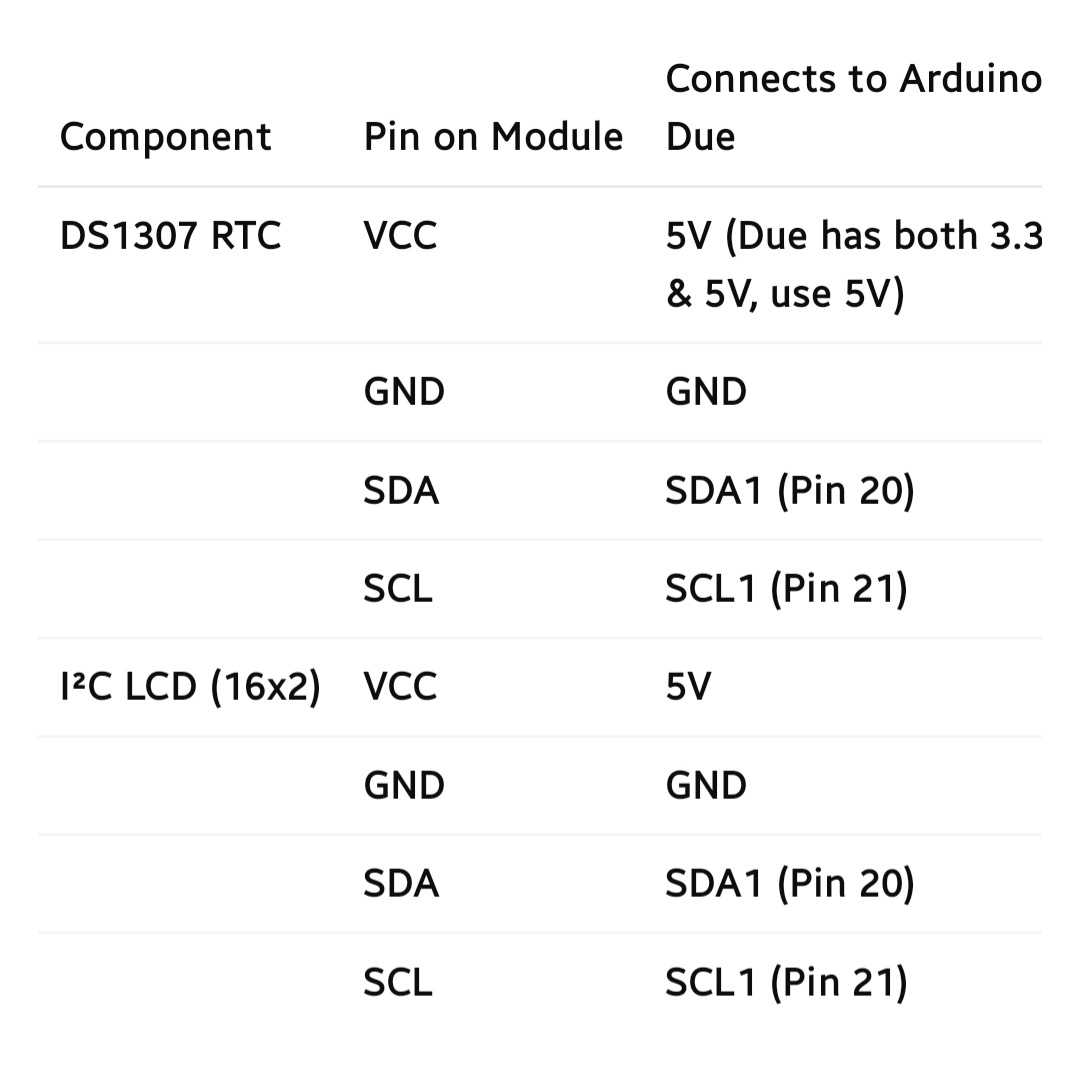 Component Pin on Module Connects to Arduino
Due
DS1307 RTC VCC 5V (Due has both 3.3
& 5V, use 5V)
GND GND
SDA SDA1 (Pin 20)
SCL SCL1 (Pin 21)
I²C LCD (16x2) VCC 5V
GND GND
SDA SDA1 (Pin 20)
SCL SCL1 (Pin 21)